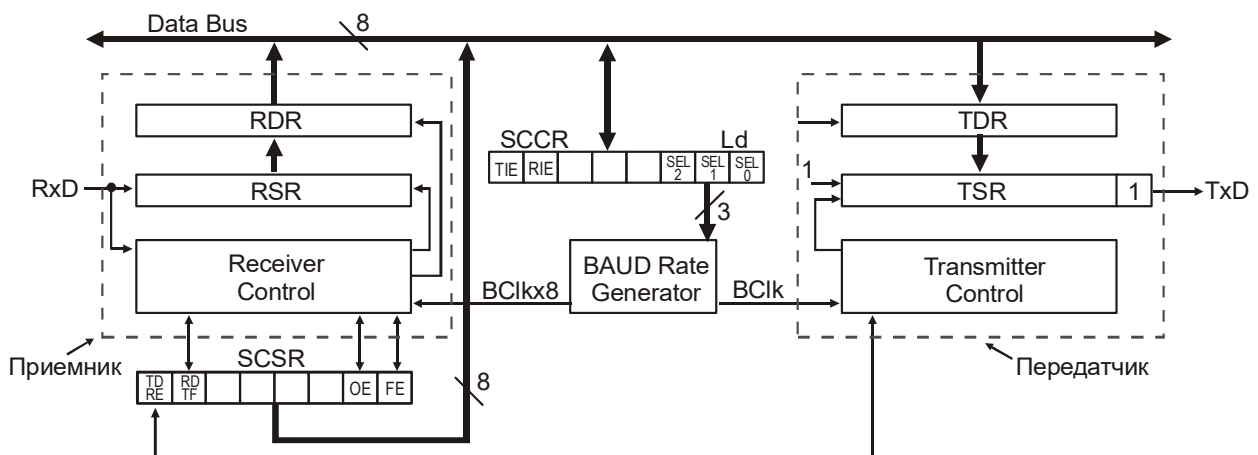 Data Bus
8
RDR
RSR
RxD
Receiver
Control
Приемник
SCSR
TD
RE
RD
TF
OE
FE
8
SCCR
Ld
TIE
RIE
SEL
2
SEL
1
SEL
0
3
BAUD Rate
Generator
BClkx8
BClk
TDR
1
TSR
1
TxD
Transmitter
Control
Передатчик